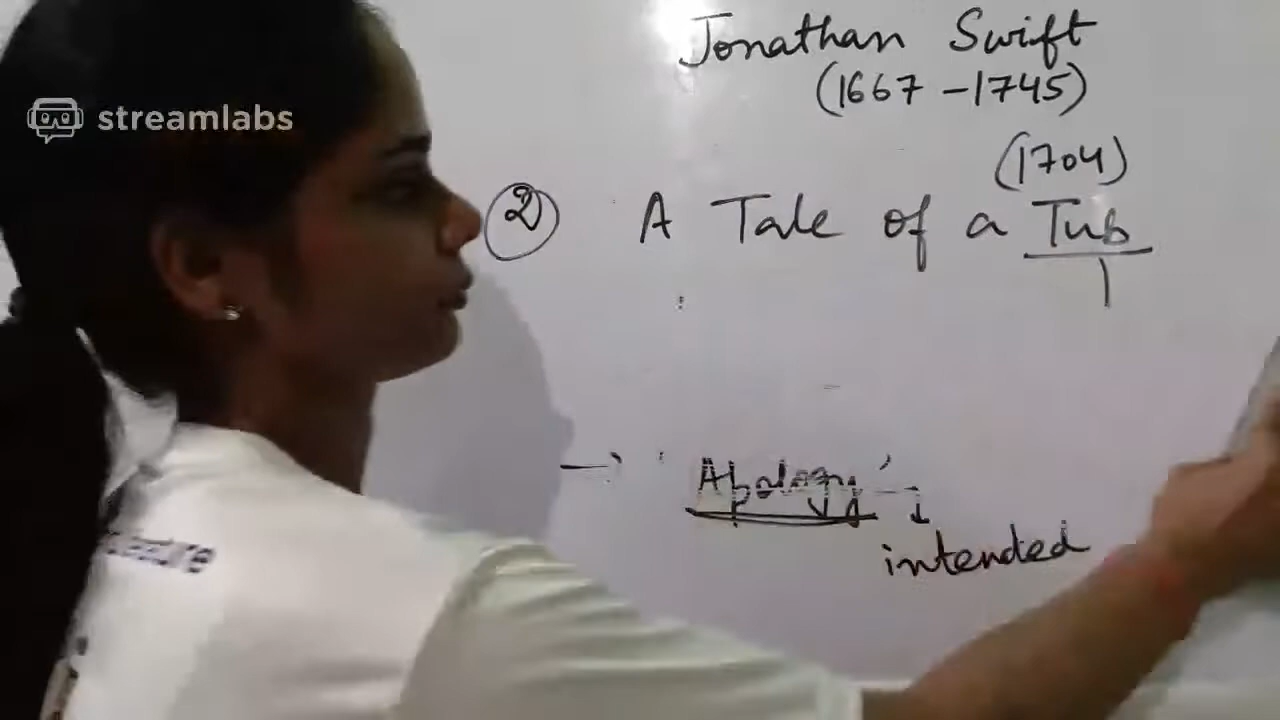 streamlabs
Jonathan Swift
(1667 - 1745)
(1704)
2 A Tale of a Tub
→ ' Apology '
intended